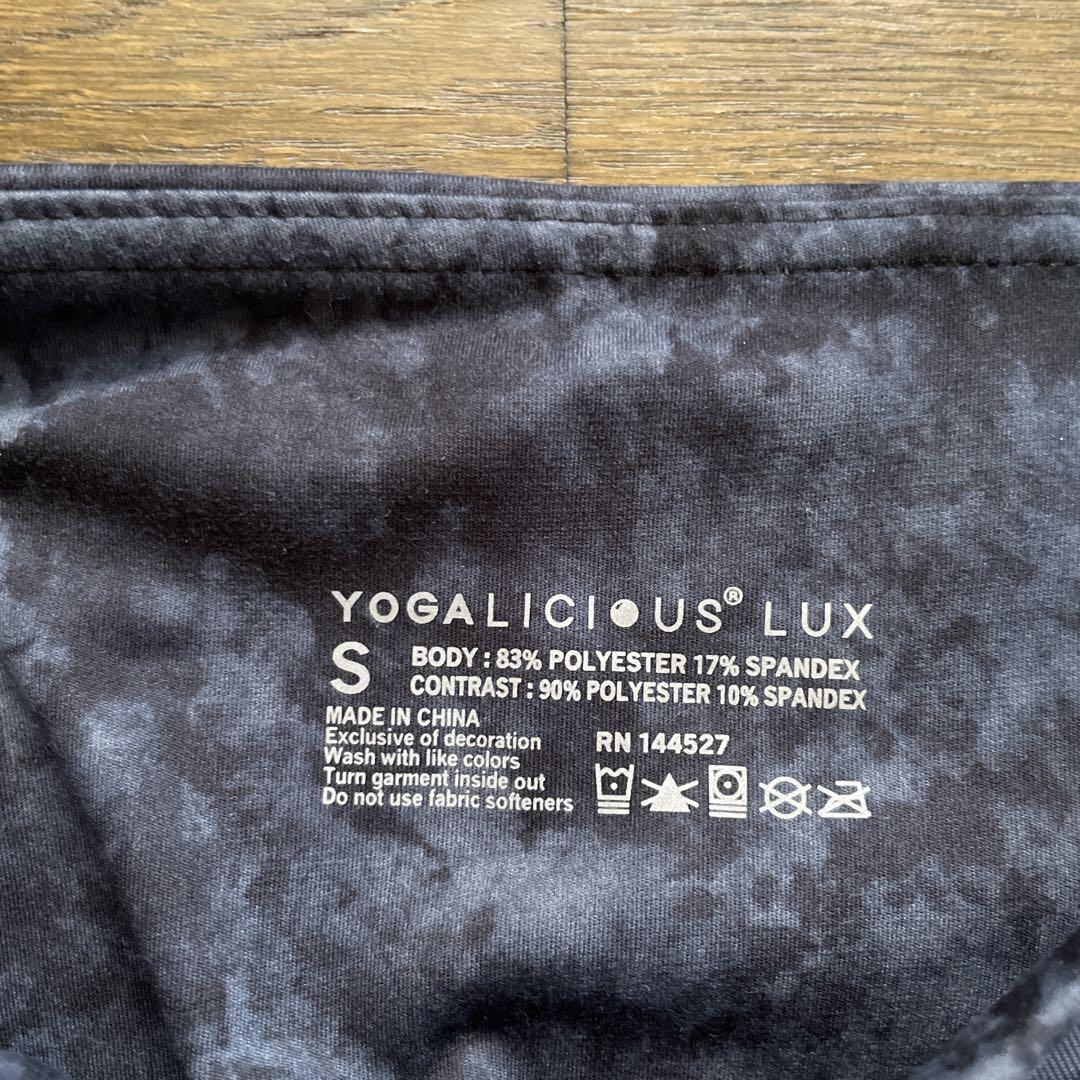 YOGALICIOUS® LUX
S
BODY : 83% POLYESTER 17% SPANDEX
CONTRAST : 90% POLYESTER 10% SPANDEX
MADE IN CHINA
Exclusive of decoration
Wash with like colors
Turn garment inside out
Do not use fabric softeners
RN 144527